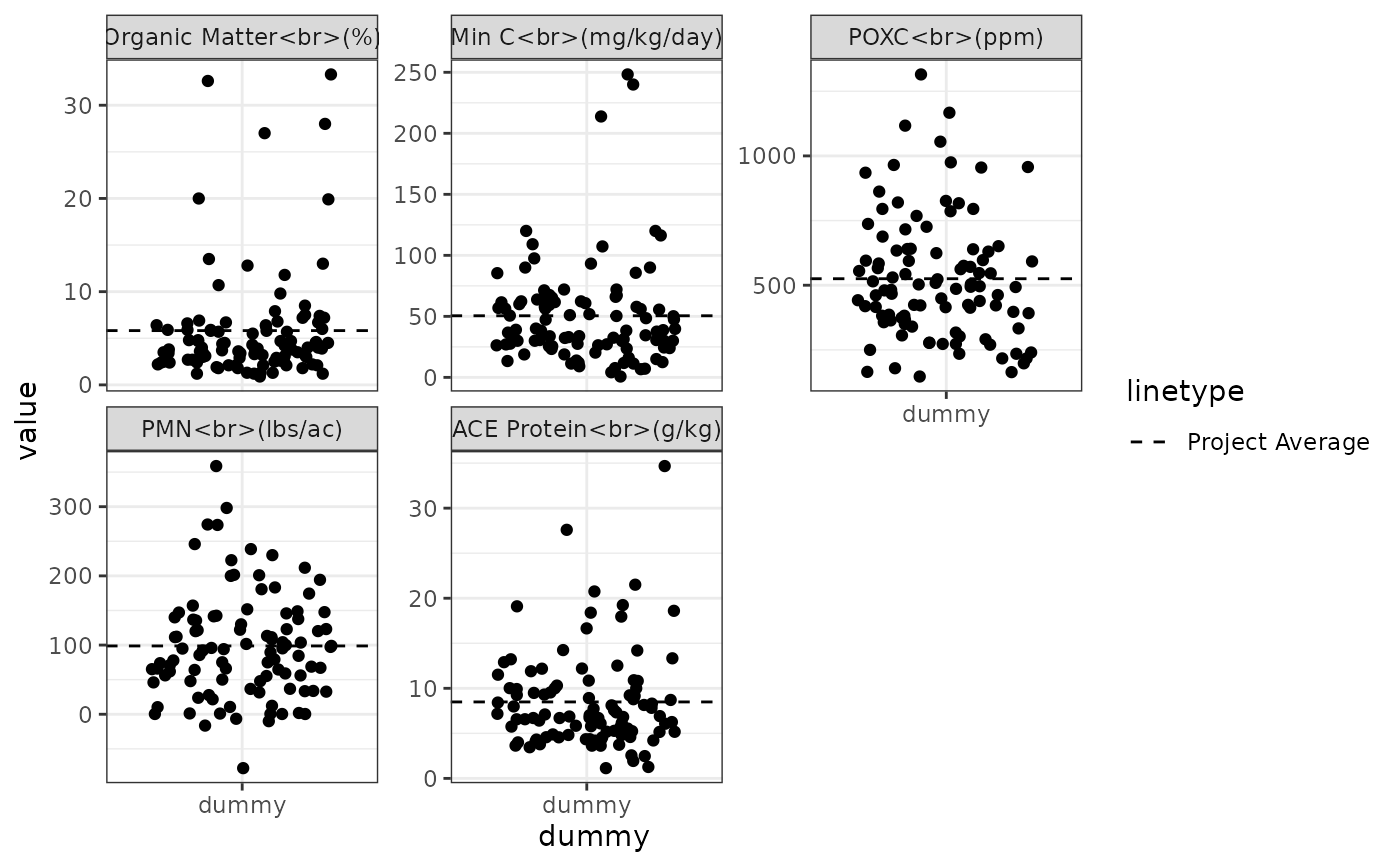 Organic Matter<br>(%)
Min C<br>(mg/kg/day)
POXC<br>(ppm)
30
20
10
0
250
200
150
100
50
0
1000
500
dummy
PMN<br>(lbs/ac)
ACE Protein<br>(g/kg)
300
200
100
0
30
20
10
0
dummy
dummy
dummy
value
linetype
Project Average